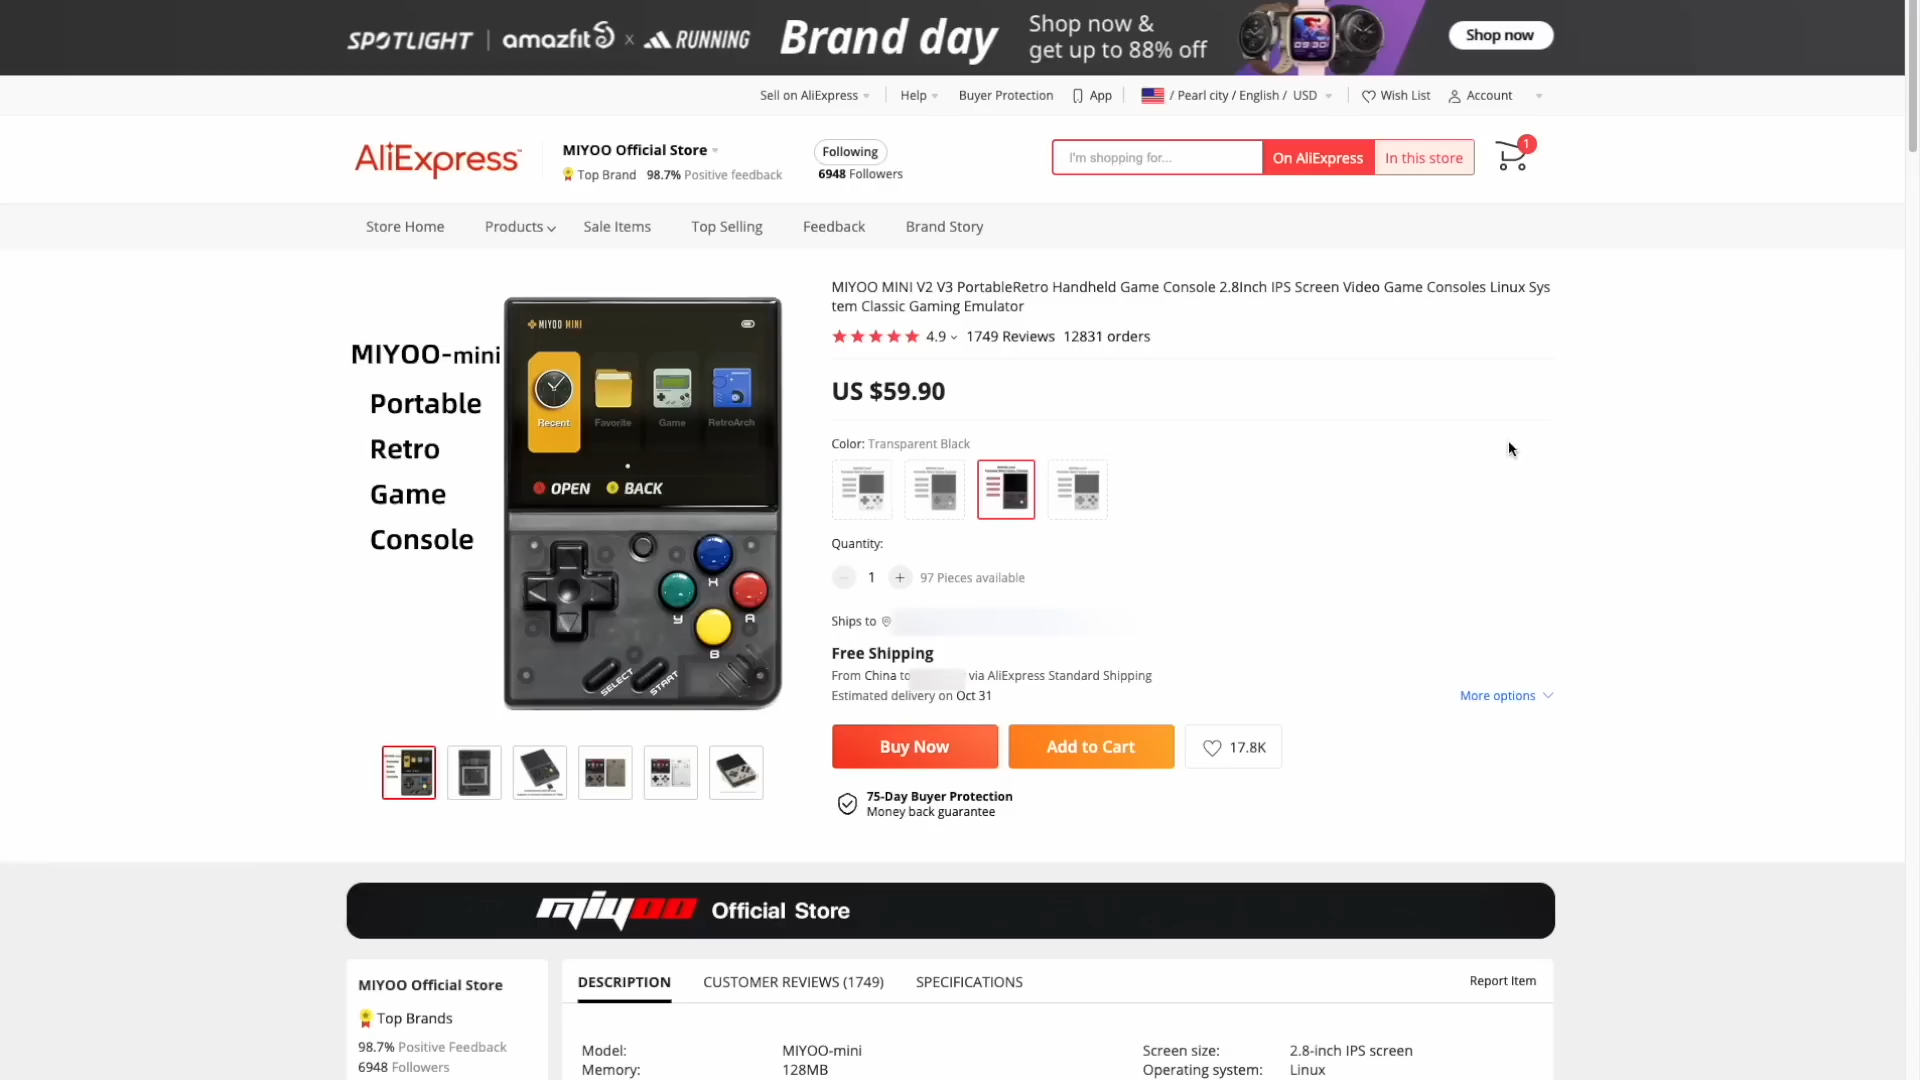 SPOTLIGHT | amazfit x RUNNING Brand day Shop now & get up to 88% off Shop now
Sell on AliExpress Help Buyer Protection App / Pearl city / English / USD Wish List Account
AliExpress
MIYOO Official Store
Top Brand 98.7% Positive feedback
Following
6948 Followers
I'm shopping for... On AliExpress In this store 1
Store Home Products Sale Items Top Selling Feedback Brand Story
MIYOO-mini
Portable
Retro
Game
Console
MIYOO MINI
Recent Favorite Game RetroArch
OPEN BACK
X
Y A
B
SELECT START
MIYOO MINI V2 V3 PortableRetro Handheld Game Console 2.8Inch IPS Screen Video Game Consoles Linux Sys
tem Classic Gaming Emulator
4.9 1749 Reviews 12831 orders
US $59.90
Color: Transparent Black
Quantity:
1 + 97 Pieces available
Ships to
Free Shipping
From China to via AliExpress Standard Shipping
Estimated delivery on Oct 31
More options
Buy Now Add to Cart 17.8K
75-Day Buyer Protection
Money back guarantee
miyoo Official Store
MIYOO Official Store
Top Brands
98.7% Positive Feedback
6948 Followers
DESCRIPTION CUSTOMER REVIEWS (1749) SPECIFICATIONS Report Item
Model: MIYOO-mini Screen size: 2.8-inch IPS screen
Memory: 128MB Operating system: Linux